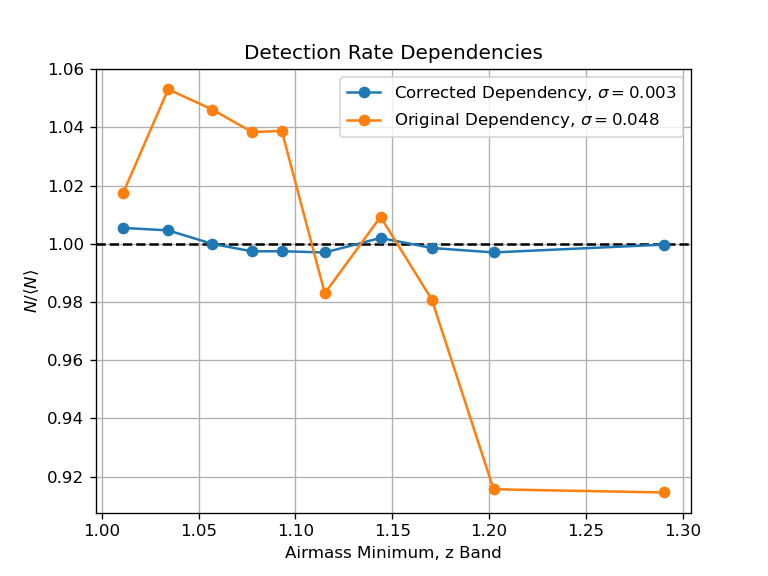 Detection Rate Dependencies
Corrected Dependency, σ = 0.003
Original Dependency, σ = 0.048
1.06
1.04
1.02
1.00
0.98
0.96
0.94
0.92
N/⟨N⟩
1.00 1.05 1.10 1.15 1.20 1.25 1.30
Airmass Minimum, z Band